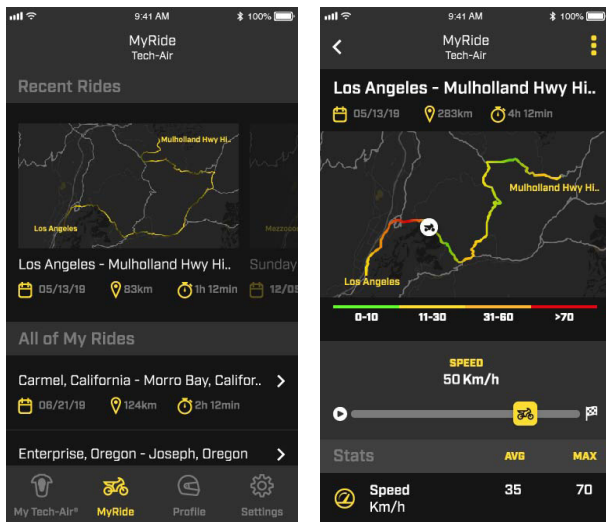 9:41 AM
100%
MyRide
Tech-Air
Recent Rides
Mulholland Hwy Hi..
Los Angeles
Los Angeles - Mulholland Hwy Hi..
Sunday
05/13/19
83km
1h 12min
All of My Rides
Carmel, California - Morro Bay, Califor..
06/21/19
124km
2h 12min
Enterprise, Oregon - Joseph, Oregon
My Tech-Air®
MyRide
Profile
Settings
9:41 AM
100%
MyRide
Tech-Air
Los Angeles - Mulholland Hwy Hi..
05/13/19
283km
4h 12min
Mulholland Hwy Hi..
Los Angeles
0-10
11-30
31-60
>70
SPEED
50 Km/h
Stats
AVG
MAX
Speed
35
70
Km/h